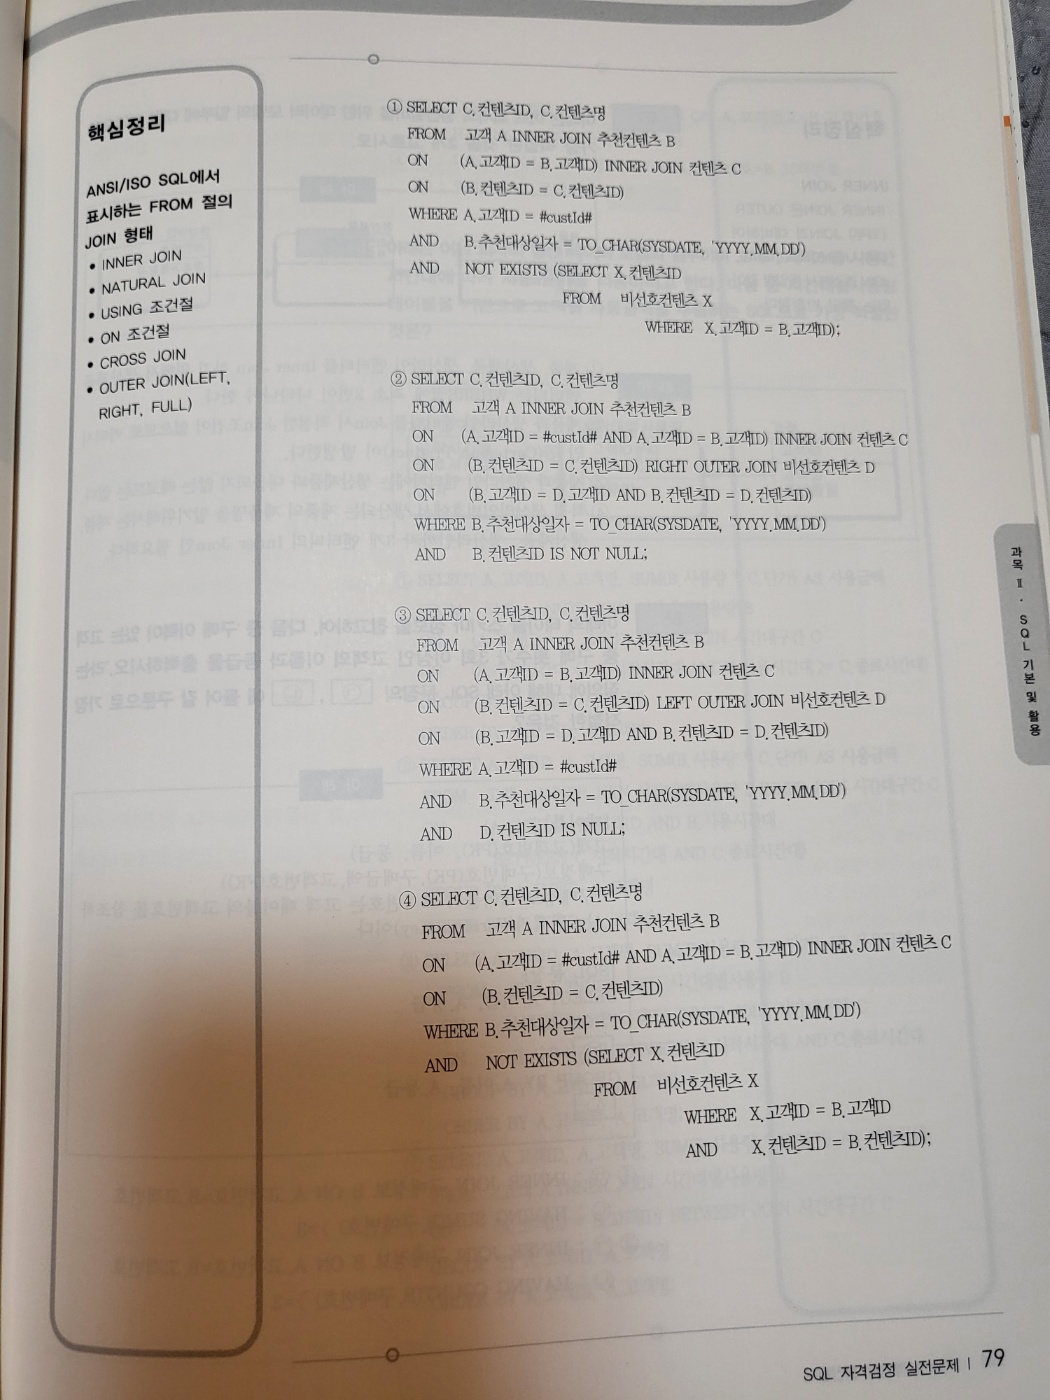 핵심정리
ANSI/ISO SQL에서
표시하는 FROM 절의
JOIN 형태
• INNER JOIN
• NATURAL JOIN
• USING 조건절
• ON 조건절
• CROSS JOIN
• OUTER JOIN(LEFT,
RIGHT, FULL)
① SELECT C.컨텐츠ID, C.컨텐츠명
FROM 고객 A INNER JOIN 추천컨텐츠 B
ON (A.고객ID = B.고객ID) INNER JOIN 컨텐츠 C
ON (B.컨텐츠ID = C.컨텐츠ID)
WHERE A.고객ID = #custId#
AND B.추천대상일자 = TO_CHAR(SYSDATE, 'YYYY.MM.DD')
AND NOT EXISTS (SELECT X.컨텐츠ID
FROM 비선호컨텐츠 X
WHERE X.고객ID = B.고객ID);
② SELECT C.컨텐츠ID, C.컨텐츠명
FROM 고객 A INNER JOIN 추천컨텐츠 B
ON (A.고객ID = #custId# AND A.고객ID = B.고객ID) INNER JOIN 컨텐츠 C
ON (B.컨텐츠ID = C.컨텐츠ID) RIGHT OUTER JOIN 비선호컨텐츠 D
ON (B.고객ID = D.고객ID AND B.컨텐츠ID = D.컨텐츠ID)
WHERE B.추천대상일자 = TO_CHAR(SYSDATE, 'YYYY.MM.DD')
AND B.컨텐츠ID IS NOT NULL;
③ SELECT C.컨텐츠ID, C.컨텐츠명
FROM 고객 A INNER JOIN 추천컨텐츠 B
ON (A.고객ID = B.고객ID) INNER JOIN 컨텐츠 C
ON (B.컨텐츠ID = C.컨텐츠ID) LEFT OUTER JOIN 비선호컨텐츠 D
ON (B.고객ID = D.고객ID AND B.컨텐츠ID = D.컨텐츠ID)
WHERE A.고객ID = #custId#
AND B.추천대상일자 = TO_CHAR(SYSDATE, 'YYYY.MM.DD')
AND D.컨텐츠ID IS NULL;
④ SELECT C.컨텐츠ID, C.컨텐츠명
FROM 고객 A INNER JOIN 추천컨텐츠 B
ON (A.고객ID = #custId# AND A.고객ID = B.고객ID) INNER JOIN 컨텐츠 C
ON (B.컨텐츠ID = C.컨텐츠ID)
WHERE B.추천대상일자 = TO_CHAR(SYSDATE, 'YYYY.MM.DD')
AND NOT EXISTS (SELECT X.컨텐츠ID
FROM 비선호컨텐츠 X
WHERE X.고객ID = B.고객ID
AND X.컨텐츠ID = B.컨텐츠ID);
과목 Ⅱ · SQL 기본 및 활용
SQL 자격검정 실전문제 | 79